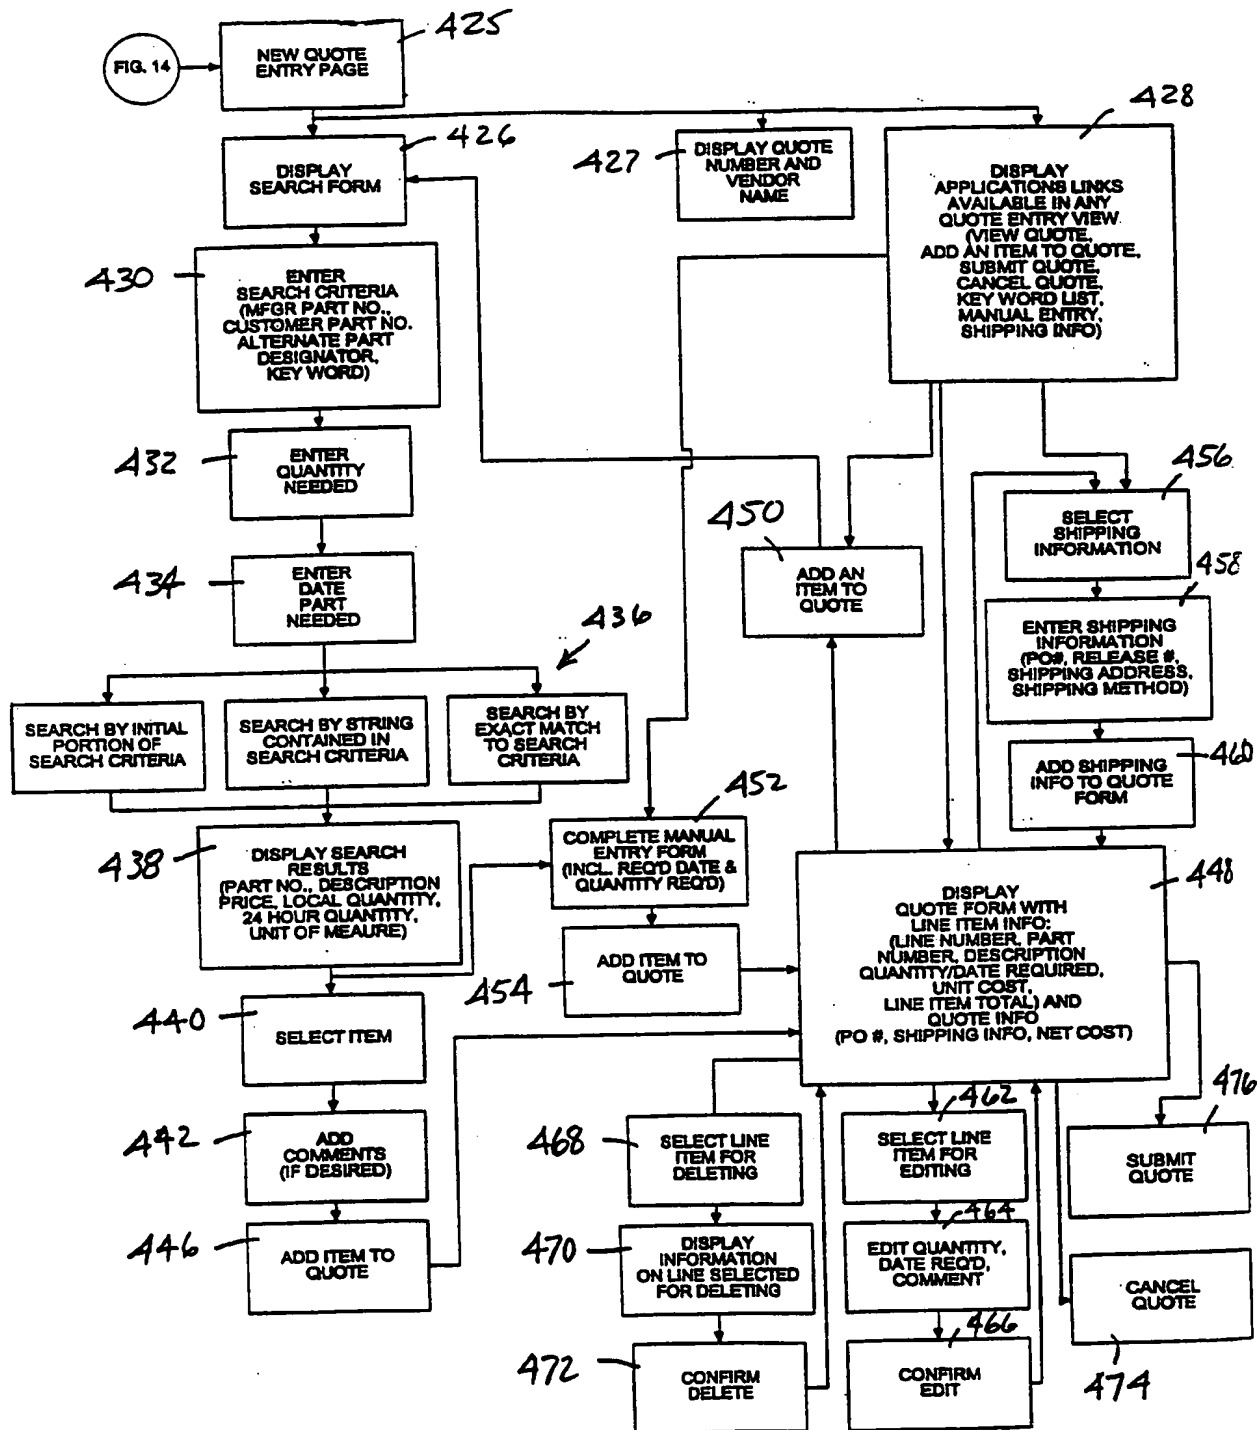 425
FIG. 14
NEW QUOTE
ENTRY PAGE
426
DISPLAY
SEARCH FORM
427
DISPLAY QUOTE
NUMBER AND
VENDOR
NAME
428
DISPLAY
APPLICATIONS LINKS
AVAILABLE IN ANY
QUOTE ENTRY VIEW
(VIEW QUOTE,
ADD AN ITEM TO QUOTE,
SUBMIT QUOTE,
CANCEL QUOTE,
KEY WORD LIST,
MANUAL ENTRY,
SHIPPING INFO)
430
ENTER
SEARCH CRITERIA
(MFGR PART NO.,
CUSTOMER PART NO.
ALTERNATE PART
DESIGNATOR,
KEY WORD)
432
ENTER
QUANTITY
NEEDED
434
ENTER
DATE
PART
NEEDED
436
SEARCH BY INITIAL
PORTION OF
SEARCH CRITERIA
SEARCH BY STRING
CONTAINED IN
SEARCH CRITERIA
SEARCH BY
EXACT MATCH
TO SEARCH
CRITERIA
438
DISPLAY SEARCH
RESULTS
(PART NO., DESCRIPTION
PRICE, LOCAL QUANTITY,
24 HOUR QUANTITY,
UNIT OF MEAURE)
440
SELECT ITEM
442
ADD
COMMENTS
(IF DESIRED)
446
ADD ITEM TO
QUOTE
450
ADD AN
ITEM TO
QUOTE
452
COMPLETE MANUAL
ENTRY FORM
(INCL. REQ'D DATE &
QUANTITY REQ'D)
454
ADD ITEM TO
QUOTE
456
SELECT
SHIPPING
INFORMATION
458
ENTER SHIPPING
INFORMATION
(PO#, RELEASE #,
SHIPPING ADDRESS,
SHIPPING METHOD)
460
ADD SHIPPING
INFO TO QUOTE
FORM
448
DISPLAY
QUOTE FORM WITH
LINE ITEM INFO:
(LINE NUMBER, PART
NUMBER, DESCRIPTION
QUANTITY/DATE REQUIRED,
UNIT COST,
LINE ITEM TOTAL) AND
QUOTE INFO
(PO #, SHIPPING INFO, NET COST)
468
SELECT LINE
ITEM FOR
DELETING
470
DISPLAY
INFORMATION
ON LINE SELECTED
FOR DELETING
472
CONFIRM
DELETE
462
SELECT LINE
ITEM FOR
EDITING
464
EDIT QUANTITY,
DATE REQ'D,
COMMENT
466
CONFIRM
EDIT
476
SUBMIT
QUOTE
CANCEL
QUOTE
474